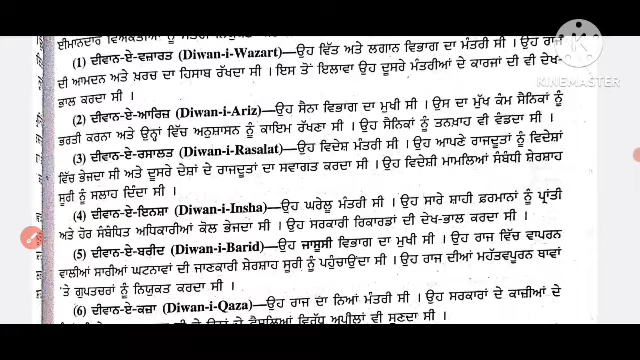 ਈਮਾਨਦਾਰ ਵਿਅਕਤੀਆਂ ਨੂੰ
(1) ਦੀਵਾਨ-ਏ-ਵਜ਼ਾਰਤ (Diwan-i-Wazart)—ਉਹ ਵਿੱਤ ਅਤੇ ਲਗਾਨ ਵਿਭਾਗ ਦਾ ਮੰਤਰੀ ਸੀ । ਉਹ ਰਾਜ
ਦੀ ਆਮਦਨ ਅਤੇ ਖ਼ਰਚ ਦਾ ਹਿਸਾਬ ਰੱਖਦਾ ਸੀ । ਇਸ ਤੋਂ ਇਲਾਵਾ ਉਹ ਦੂਸਰੇ ਮੰਤਰੀਆਂ ਦੇ ਕਾਰਜਾਂ ਦੀ ਵੀ ਦੇਖ-
ਭਾਲ ਕਰਦਾ ਸੀ ।
(2) ਦੀਵਾਨ-ਏ-ਆਰਿਜ਼ (Diwan-i-Ariz)—ਉਹ ਸੈਨਾ ਵਿਭਾਗ ਦਾ ਮੁਖੀ ਸੀ । ਉਸ ਦਾ ਮੁੱਖ ਕੰਮ ਸੈਨਿਕਾਂ ਨੂੰ
ਭਰਤੀ ਕਰਨਾ ਅਤੇ ਉਨ੍ਹਾਂ ਵਿੱਚ ਅਨੁਸ਼ਾਸਨ ਨੂੰ ਕਾਇਮ ਰੱਖਣਾ ਸੀ । ਉਹ ਸੈਨਿਕਾਂ ਨੂੰ ਤਨਖ਼ਾਹ ਵੀ ਵੰਡਦਾ ਸੀ ।
(3) ਦੀਵਾਨ-ਏ-ਰਸਾਲਤ (Diwan-i-Rasalat)—ਉਹ ਵਿਦੇਸ਼ ਮੰਤਰੀ ਸੀ । ਉਹ ਆਪਣੇ ਰਾਜਦੂਤਾਂ ਨੂੰ ਵਿਦੇਸ਼ਾਂ
ਵਿੱਚ ਭੇਜਦਾ ਸੀ ਅਤੇ ਦੂਸਰੇ ਦੇਸ਼ਾਂ ਦੇ ਰਾਜਦੂਤਾਂ ਦਾ ਸਵਾਗਤ ਕਰਦਾ ਸੀ । ਉਹ ਵਿਦੇਸ਼ੀ ਮਾਮਲਿਆਂ ਸੰਬੰਧੀ ਸ਼ੇਰਸ਼ਾਹ
ਸੂਰੀ ਨੂੰ ਸਲਾਹ ਦਿੰਦਾ ਸੀ ।
(4) ਦੀਵਾਨ-ਏ-ਇਨਸ਼ਾ (Diwan-i-Insha)—ਉਹ ਘਰੇਲੂ ਮੰਤਰੀ ਸੀ । ਉਹ ਸਾਰੇ ਸ਼ਾਹੀ ਫ਼ਰਮਾਨਾਂ ਨੂੰ ਪ੍ਰਾਂਤੀ
ਅਤੇ ਹੋਰ ਸੰਬੰਧਿਤ ਅਧਿਕਾਰੀਆਂ ਕੋਲ ਭੇਜਦਾ ਸੀ । ਉਹ ਸਰਕਾਰੀ ਰਿਕਾਰਡਾਂ ਦੀ ਦੇਖ-ਭਾਲ ਕਰਦਾ ਸੀ ।
(5) ਦੀਵਾਨ-ਏ-ਬਰੀਦ (Diwan-i-Barid)—ਉਹ ਜਾਸੂਸੀ ਵਿਭਾਗ ਦਾ ਮੁਖੀ ਸੀ । ਉਹ ਰਾਜ ਵਿੱਚ ਵਾਪਰਨ
ਵਾਲੀਆਂ ਸਾਰੀਆਂ ਘਟਨਾਵਾਂ ਦੀ ਜਾਣਕਾਰੀ ਸ਼ੇਰਸ਼ਾਹ ਸੂਰੀ ਨੂੰ ਪਹੁੰਚਾਉਂਦਾ ਸੀ । ਉਹ ਰਾਜ ਦੀਆਂ ਮਹੱਤਵਪੂਰਨ ਥਾਵਾਂ
'ਤੇ ਗੁਪਤਚਰਾਂ ਨੂੰ ਨਿਯੁਕਤ ਕਰਦਾ ਸੀ ।
(6) ਦੀਵਾਨ-ਏ-ਕਜ਼ਾ (Diwan-i-Qaza)—ਉਹ ਰਾਜ ਦਾ ਨਿਆਂ ਮੰਤਰੀ ਸੀ । ਉਹ ਸਰਕਾਰਾਂ ਦੇ ਕਾਜ਼ੀਆਂ ਦੇ
ਫ਼ੈਸਲਿਆਂ ਵਿਰੁੱਧ ਅਪੀਲਾਂ ਵੀ ਸੁਣਦਾ ਸੀ ।
KINEMASTER